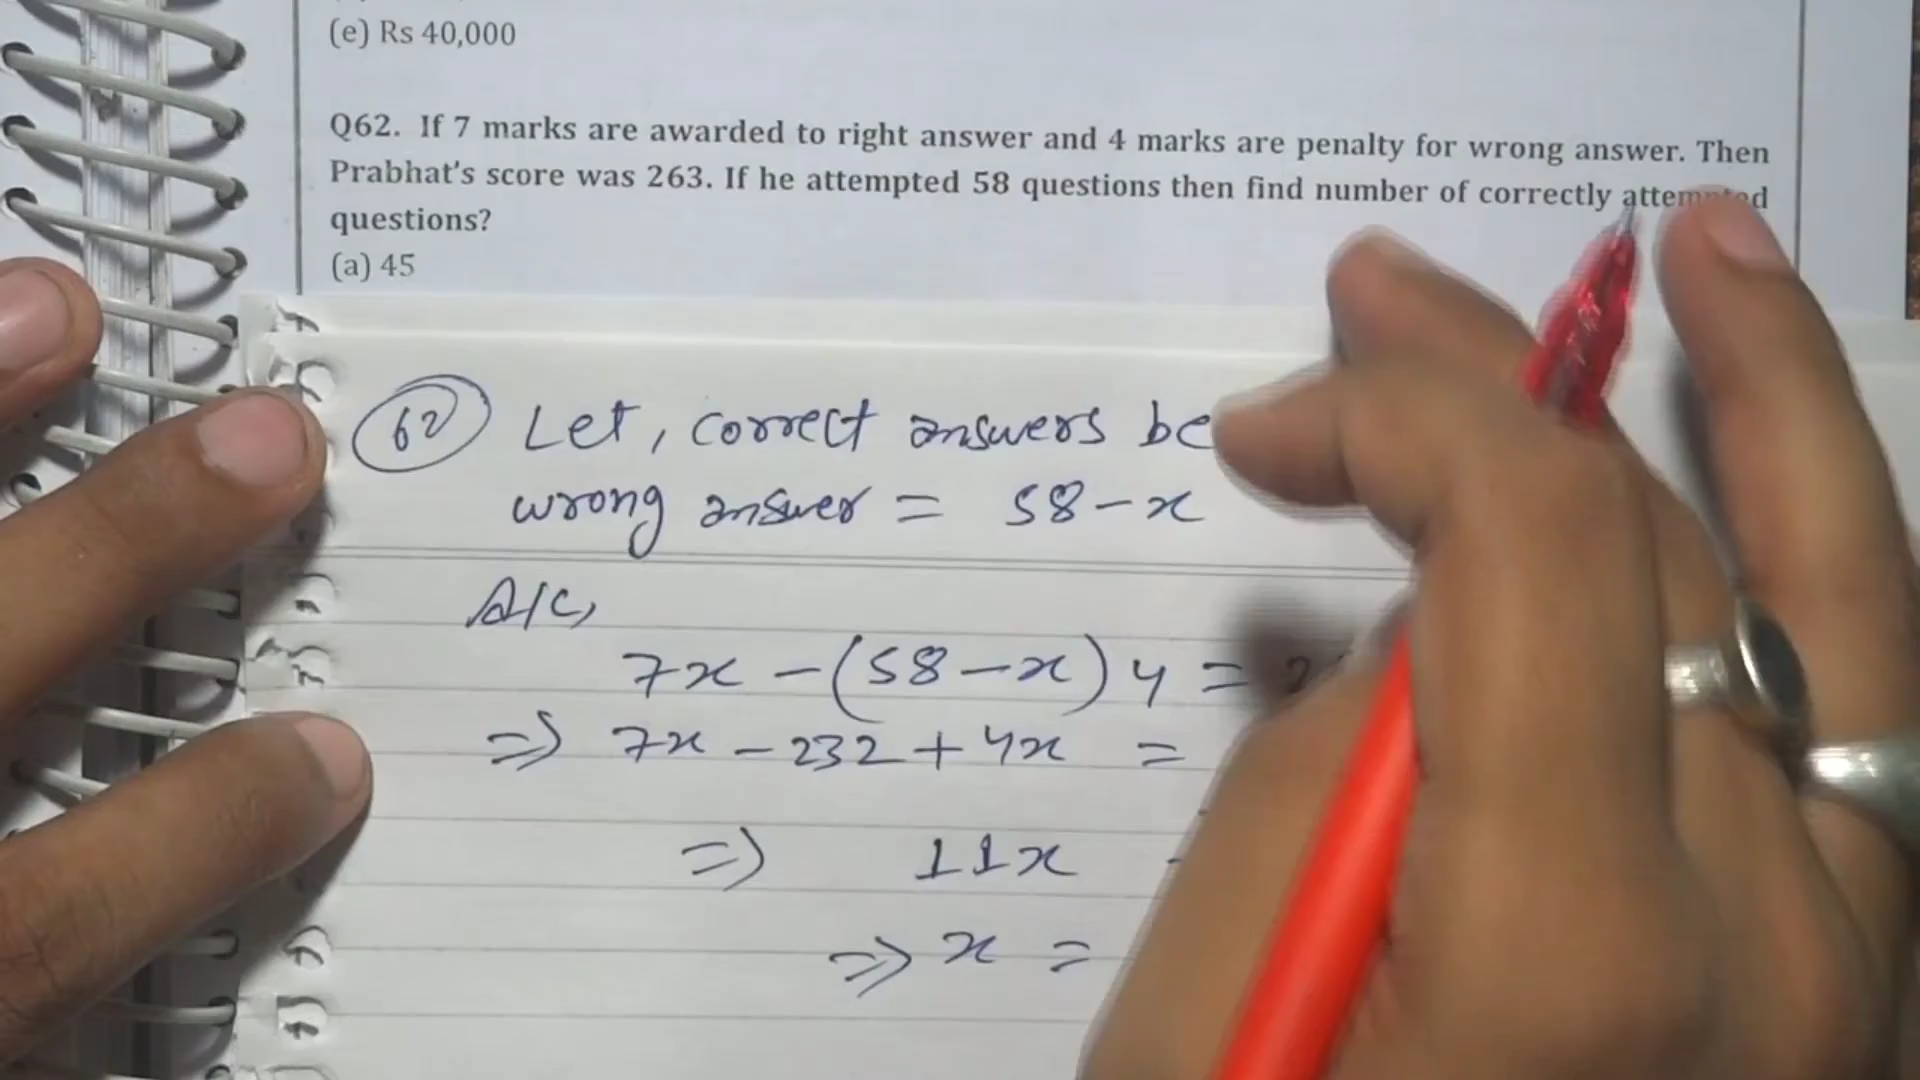 (e) Rs 40,000
Q62. If 7 marks are awarded to right answer and 4 marks are penalty for wrong answer. Then
Prabhat's score was 263. If he attempted 58 questions then find number of correctly attempted
questions?
(a) 45
62 Let, correct answers be
wrong answer = 58-x
A/C,
7x - (58-x) 4 =
=> 7x - 232 + 4x =
=> 11x
=> x =